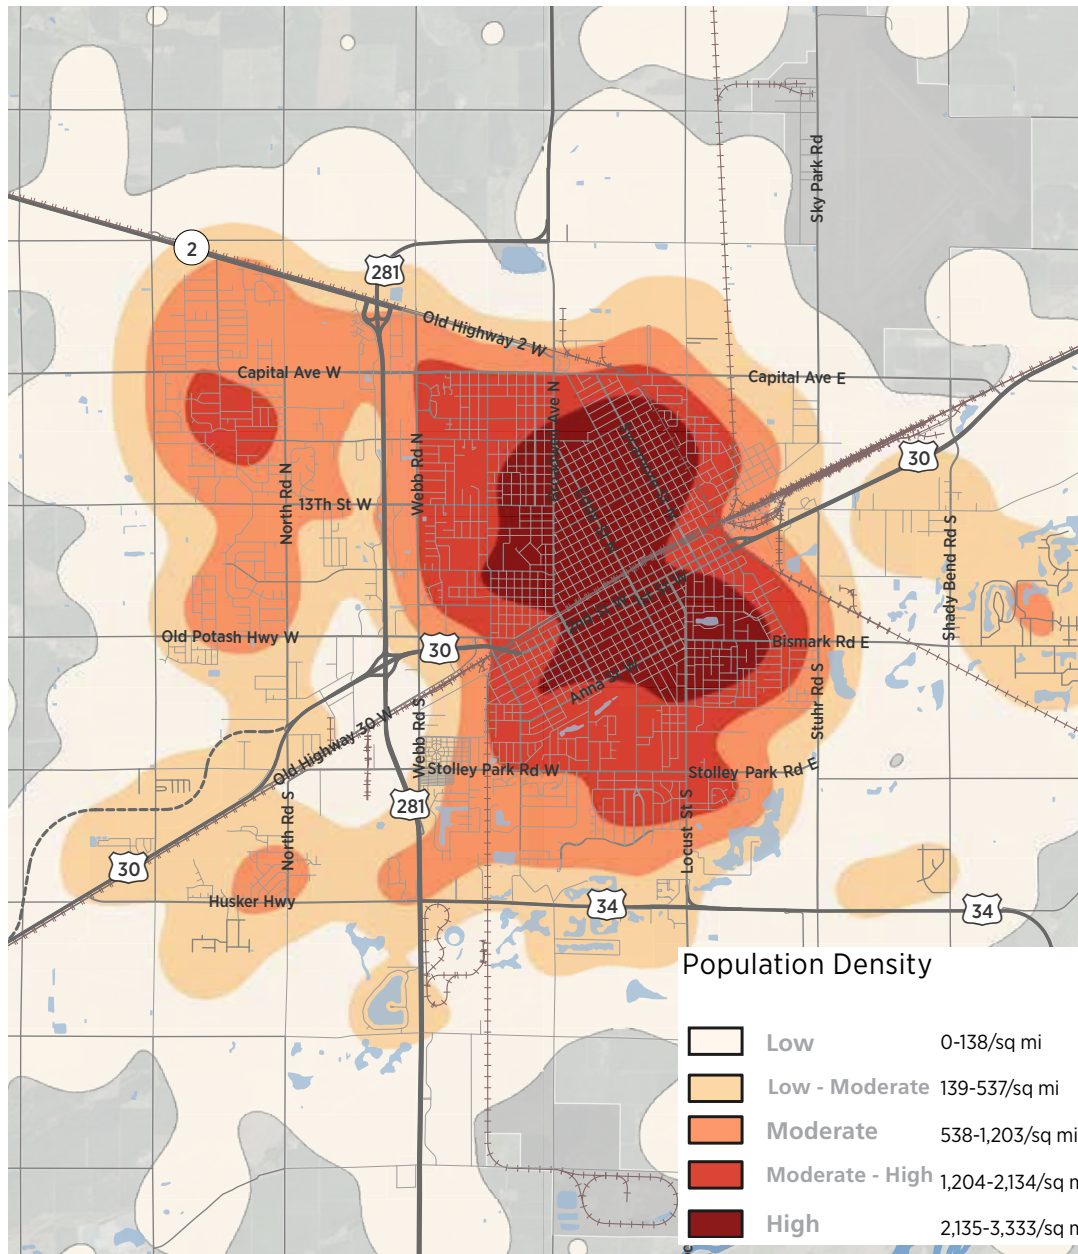 Sky Park Rd
2
281
Old Highway 2 W
Capital Ave W
Capital Ave E
Webb Rd N
30
North Rd N
13Th St W
Shady Bend Rd S
Old Potash Hwy W
30
Bismark Rd E
Anna St W
Stuhr Rd S
Webb Rd S
Old Highway 30 W
Stolley Park Rd W
Stolley Park Rd E
281
Locust St S
North Rd S
30
Husker Hwy
34
34
Population Density
Low 0-138/sq mi
Low - Moderate 139-537/sq mi
Moderate 538-1,203/sq mi
Moderate - High 1,204-2,134/sq m
High 2,135-3,333/sq m